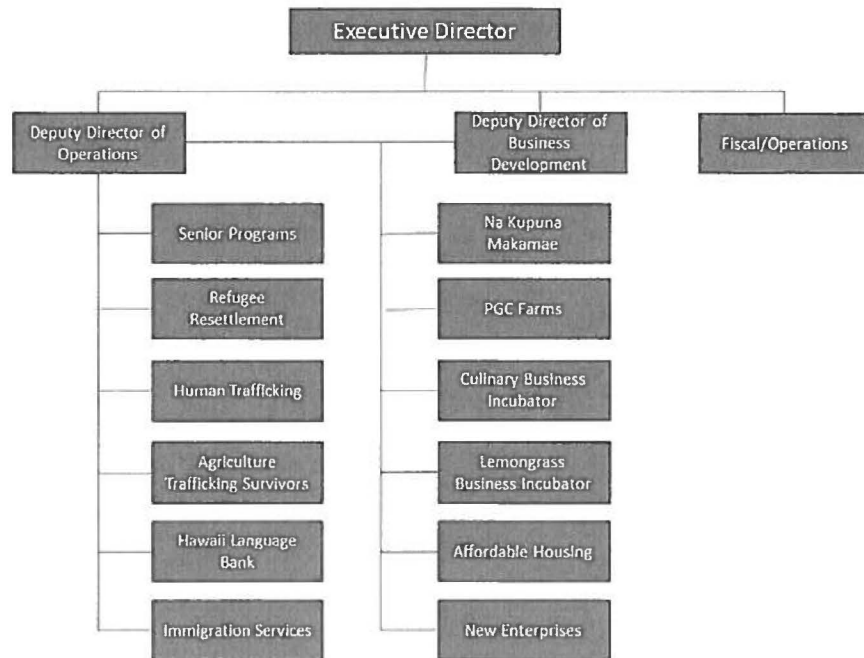 Executive Director
Deputy Director of
Operations
Deputy Director of
Business
Development
Fiscal/Operations
Senior Programs
Refugee
Resettlement
Human Trafficking
Agriculture
Trafficking Survivors
Hawaii Language
Bank
Immigration Services
Na Kupuna
Makamae
PGC Farms
Culinary Business
Incubator
Lemongrass
Business Incubator
Affordable Housing
New Enterprises